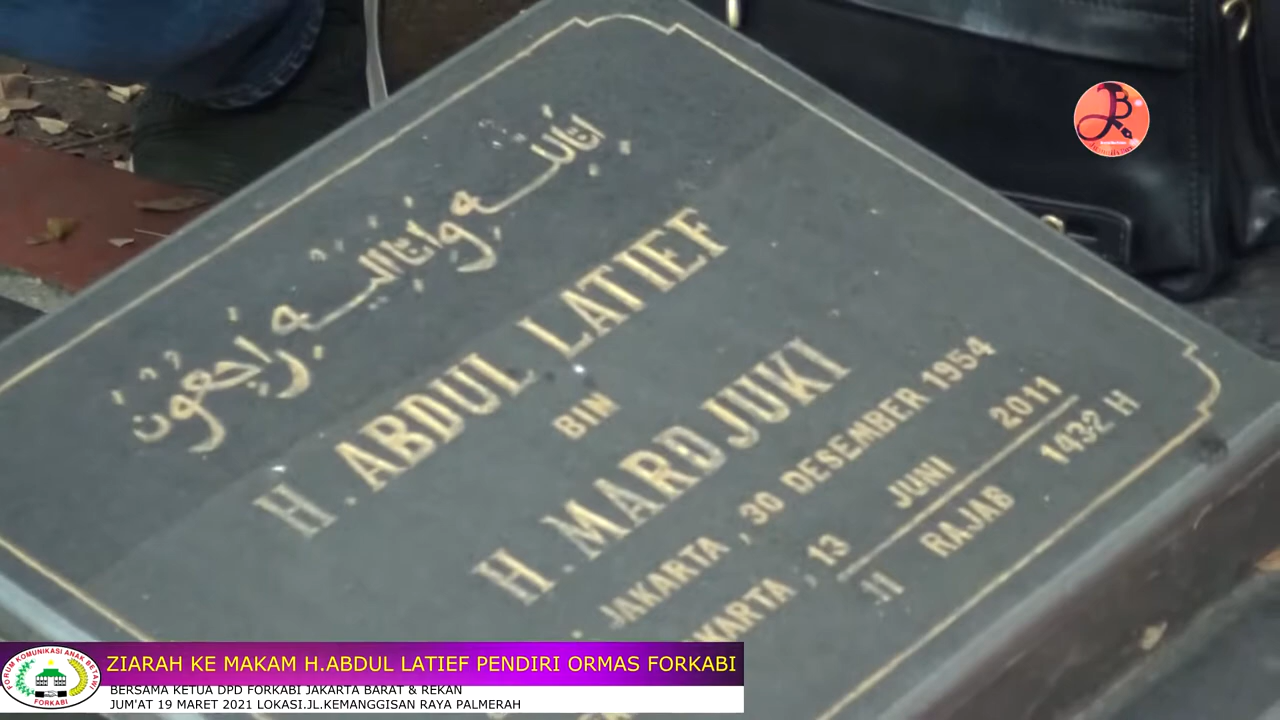 إنا لله وإنا إليه راجعون
H. ABDUL LATIEF
BIN
H. MARDJUKI
: JAKARTA, 30 DESEMBER 1954
JAKARTA, 13 JUNI 2011
11 RAJAB 1432 H
ZIARAH KE MAKAM H.ABDUL LATIEF PENDIRI ORMAS FORKABI
BERSAMA KETUA DPD FORKABI JAKARTA BARAT & REKAN
JUM'AT 19 MARET 2021 LOKASI.JL.KEMANGGISAN RAYA PALMERAH
FORUM KOMUNIKASI ANAK BETAWI
FORKABI